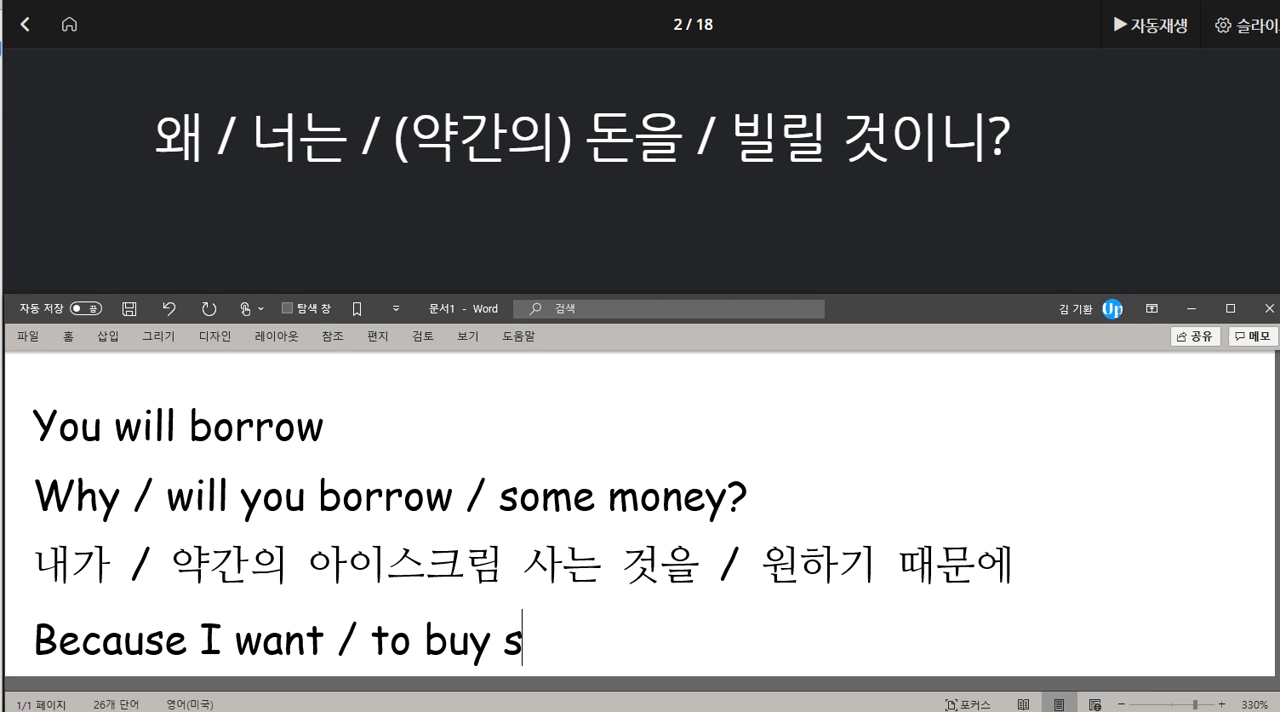 2 / 18
▶ 자동재생
슬라이
왜 / 너는 / (약간의) 돈을 / 빌릴 것이니?
자동 저장 끔
탐색 창
문서1 - Word
검색
김 기환
Up
파일 홈 삽입 그리기 디자인 레이아웃 참조 편지 검토 보기 도움말
공유 메모
You will borrow
Why / will you borrow / some money?
내가 / 약간의 아이스크림 사는 것을 / 원하기 때문에
Because I want / to buy s
1/1 페이지 26개 단어 영어(미국) 포커스 − + 330%